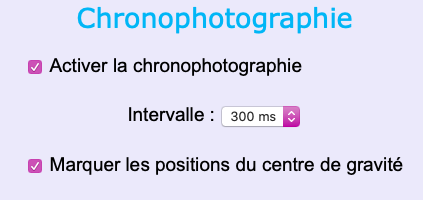 Chronophotographie
Activer la chronophotographie
Intervalle : 300 ms
Marquer les positions du centre de gravité